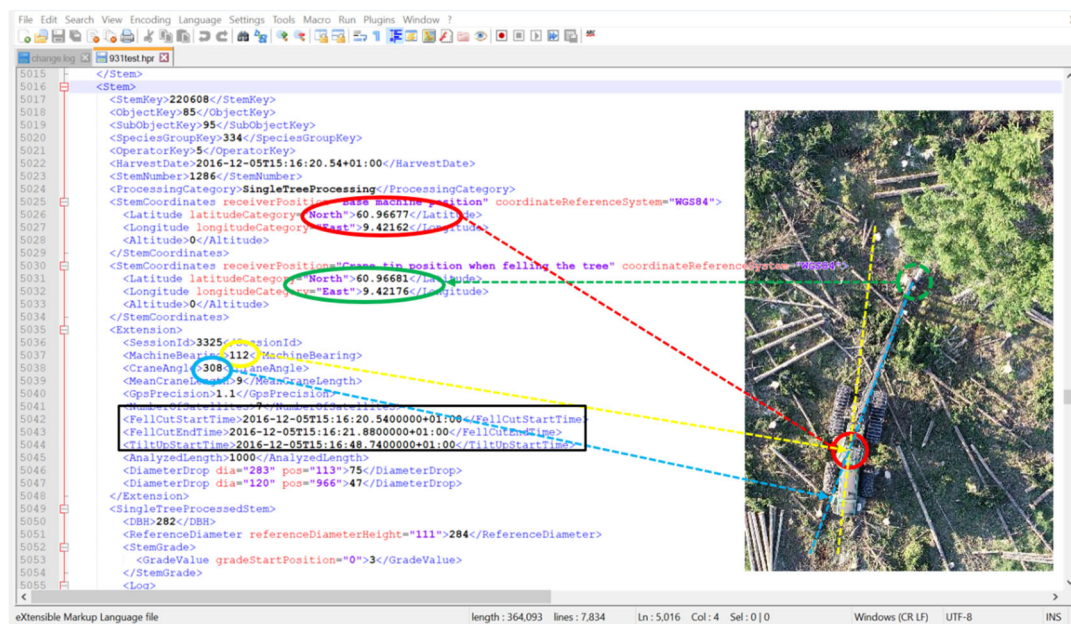 File Edit Search View Encoding Language Settings Tools Macro Run Plugins Window ?
change.log 931test.hpr
5015 </Stem>
5016 <Stem>
5017 <StemKey>220608</StemKey>
5018 <ObjectKey>85</ObjectKey>
5019 <SubObjectKey>95</SubObjectKey>
5020 <SpeciesGroupKey>334</SpeciesGroupKey>
5021 <OperatorKey>5</OperatorKey>
5022 <HarvestDate>2016-12-05T15:16:20.54+01:00</HarvestDate>
5023 <StemNumber>1286</StemNumber>
5024 <ProcessingCategory>SingleTreeProcessing</ProcessingCategory>
5025 <StemCoordinates receiverPosition="Base machine position" coordinateReferenceSystem="WGS84">
5026 <Latitude latitudeCategory="North">60.96677</Latitude>
5027 <Longitude longitudeCategory="East">9.42162</Longitude>
5028 <Altitude>0</Altitude>
5029 </StemCoordinates>
5030 <StemCoordinates receiverPosition="Crane tip position when felling the tree" coordinateReferenceSystem="WGS84">
5031 <Latitude latitudeCategory="North">60.96681</Latitude>
5032 <Longitude longitudeCategory="East">9.42176</Longitude>
5033 <Altitude>0</Altitude>
5034 </StemCoordinates>
5035 <Extension>
5036 <SessionId>3325</SessionId>
5037 <MachineBearing>112</MachineBearing>
5038 <CraneAngle>308</CraneAngle>
5039 <MeanCraneLength>9</MeanCraneLength>
5040 <GpsPrecision>1.1</GpsPrecision>
5041 <NumberOfSatellites>7</NumberOfSatellites>
5042 <FellCutStartTime>2016-12-05T15:16:20.5400000+01:00</FellCutStartTime>
5043 <FellCutEndTime>2016-12-05T15:16:21.8800000+01:00</FellCutEndTime>
5044 <TiltUpStartTime>2016-12-05T15:16:48.7400000+01:00</TiltUpStartTime>
5045 <AnalyzedLength>1000</AnalyzedLength>
5046 <DiameterDrop dia="283" pos="113">75</DiameterDrop>
5047 <DiameterDrop dia="120" pos="966">47</DiameterDrop>
5048 </Extension>
5049 <SingleTreeProcessedStem>
5050 <DBH>282</DBH>
5051 <ReferenceDiameter referenceDiameterHeight="111">284</ReferenceDiameter>
5052 <StemGrade>
5053 <GradeValue gradeStartPosition="0">3</GradeValue>
5054 </StemGrade>
5055 <Log>
eXtensible Markup Language file length : 364,093 lines : 7,834 Ln : 5,016 Col : 4 Sel : 0 | 0 Windows (CR LF) UTF-8 INS